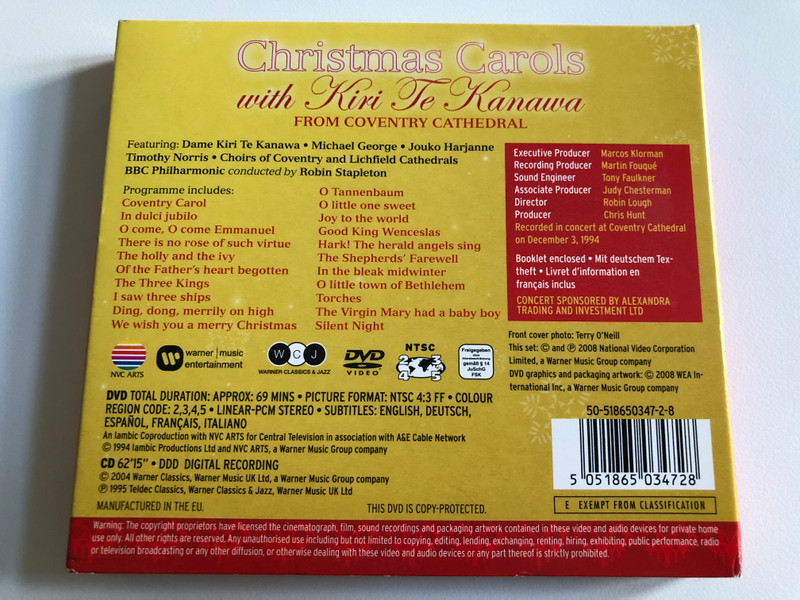 Christmas Carols
with Kiri Te Kanawa
FROM COVENTRY CATHEDRAL
Featuring: Dame Kiri Te Kanawa • Michael George • Jouko Harjanne
Timothy Norris • Choirs of Coventry and Lichfield Cathedrals
BBC Philharmonic conducted by Robin Stapleton
Programme includes:
Coventry Carol
In dulci jubilo
O come, O come Emmanuel
There is no rose of such virtue
The holly and the ivy
Of the Father's heart begotten
The Three Kings
I saw three ships
Ding, dong, merrily on high
We wish you a merry Christmas
O Tannenbaum
O little one sweet
Joy to the world
Good King Wenceslas
Hark! The herald angels sing
The Shepherds' Farewell
In the bleak midwinter
O little town of Bethlehem
Torches
The Virgin Mary had a baby boy
Silent Night
Executive Producer Marcos Klorman
Recording Producer Martin Fouqué
Sound Engineer Tony Faulkner
Associate Producer Judy Chesterman
Director Robin Lough
Producer Chris Hunt
Recorded in concert at Coventry Cathedral
on December 3, 1994
Booklet enclosed • Mit deutschem Tex-
theft • Livret d'information en
français inclus
CONCERT SPONSORED BY ALEXANDRA
TRADING AND INVESTMENT LTD
Front cover photo: Terry O'Neill
This set: © and ℗ 2008 National Video Corporation
Limited, a Warner Music Group company
DVD graphics and packaging artwork: © 2008 WEA In-
ternational Inc, a Warner Music Group company
NVC ARTS
warner music
entertainment
W C J
WARNER CLASSICS & JAZZ
DVD
VIDEO
NTSC
2 3
4 5
Freigegeben
ohne
Altersbeschränkung
gemäß § 14
JuSchG
FSK
DVD TOTAL DURATION: APPROX: 69 MINS • PICTURE FORMAT: NTSC 4:3 FF • COLOUR
REGION CODE: 2,3,4,5 • LINEAR-PCM STEREO • SUBTITLES: ENGLISH, DEUTSCH,
ESPAÑOL, FRANÇAIS, ITALIANO
An Iambic Coproduction with NVC ARTS for Central Television in association with A&E Cable Network
© 1994 Iambic Productions Ltd and NVC ARTS, a Warner Music Group company
CD 62'15" • DDD DIGITAL RECORDING
© 2004 Warner Classics, Warner Music UK Ltd, a Warner Music Group company
℗ 1995 Teldec Classics, Warner Classics & Jazz, Warner Music UK Ltd
MANUFACTURED IN THE EU.
THIS DVD IS COPY-PROTECTED.
50-518650347-2-8
5 051865 034728
E EXEMPT FROM CLASSIFICATION
Warning: The copyright proprietors have licensed the cinematograph, film, sound recordings and packaging artwork contained in these video and audio devices for private home
use only. All other rights are reserved. Any unauthorised use including but not limited to copying, editing, lending, exchanging, renting, hiring, exhibiting, public performance, radio
or television broadcasting or any other diffusion, or otherwise dealing with these video and audio devices or any part thereof is strictly prohibited.